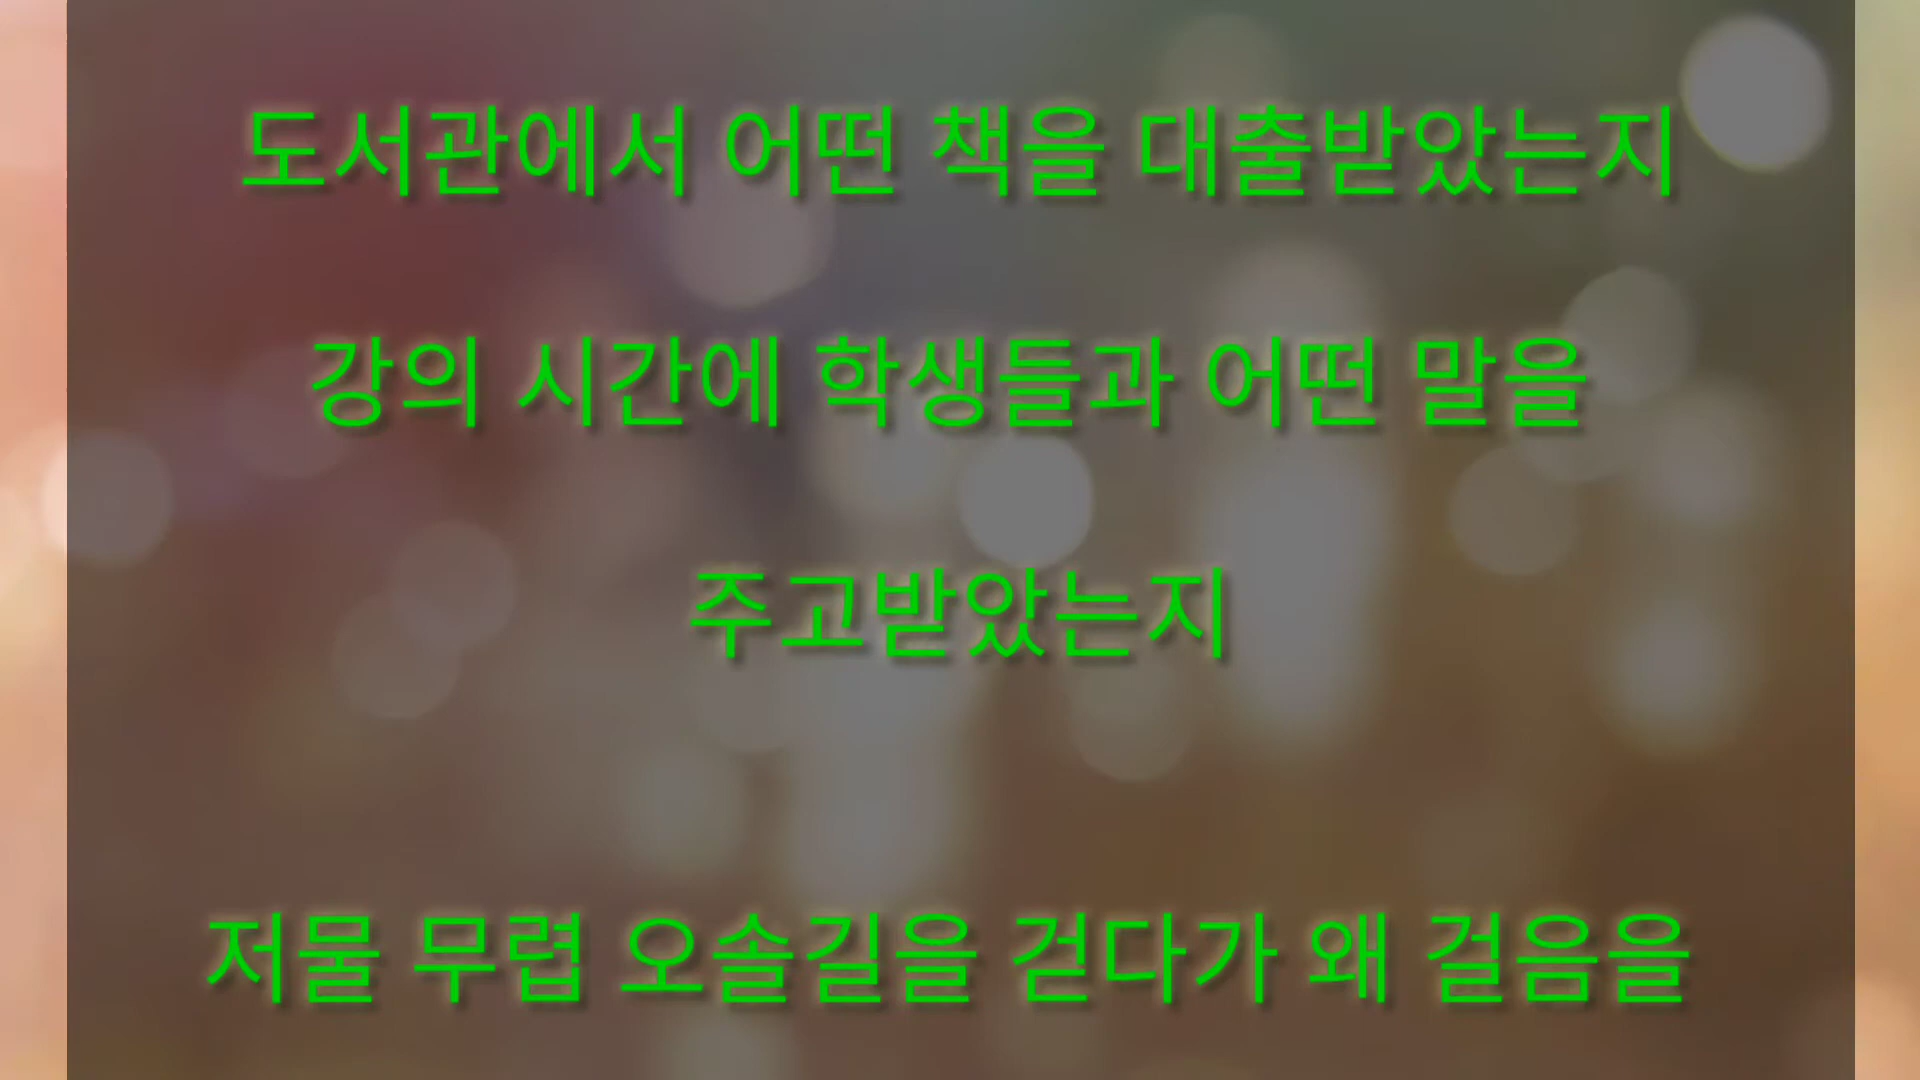 도서관에서 어떤 책을 대출받았는지
강의 시간에 학생들과 어떤 말을
주고받았는지
저물 무렵 오솔길을 걷다가 왜 걸음을